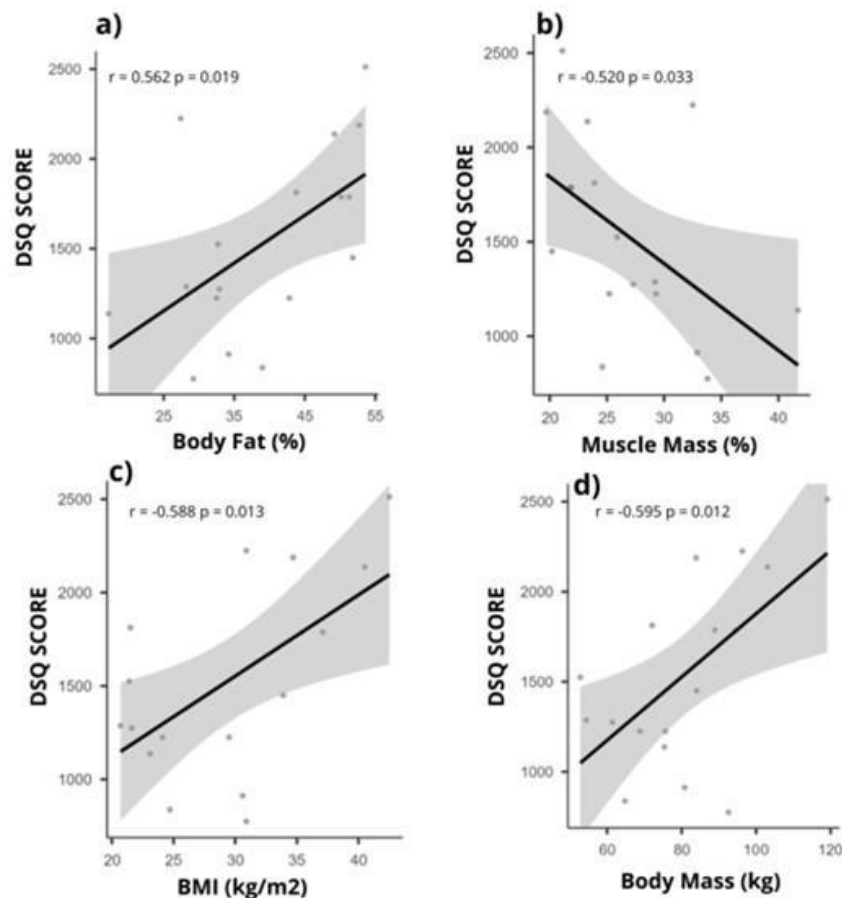 a)
r = 0.562 p = 0.019
DSQ SCORE
2500
2000
1500
1000
25
35
45
55
Body Fat (%)
b)
r = -0.520 p = 0.033
DSQ SCORE
2500
2000
1500
1000
20
25
30
35
40
Muscle Mass (%)
c)
r = -0.588 p = 0.013
DSQ SCORE
2500
2000
1500
1000
20
25
30
35
40
BMI (kg/m2)
d)
r = -0.595 p = 0.012
DSQ SCORE
2500
2000
1500
1000
60
80
100
120
Body Mass (kg)